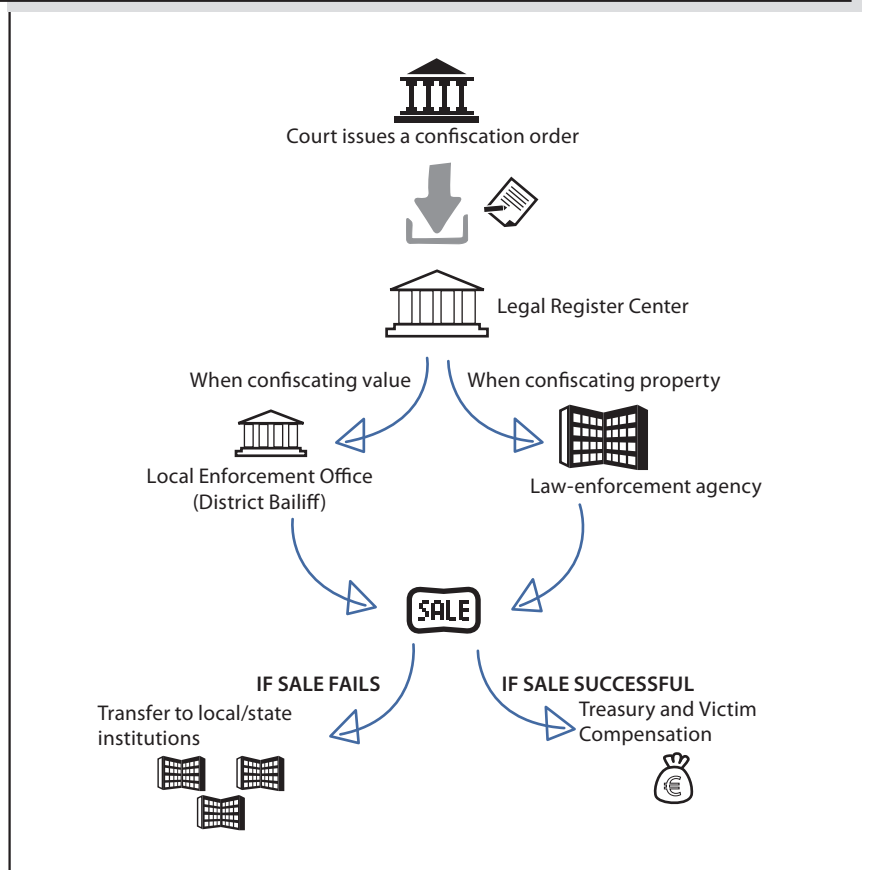 Court issues a confiscation order
Legal Register Center
When confiscating value
When confiscating property
Local Enforcement Office
(District Bailiff)
Law-enforcement agency
SALE
IF SALE FAILS
Transfer to local/state
institutions
IF SALE SUCCESSFUL
Treasury and Victim
Compensation
€